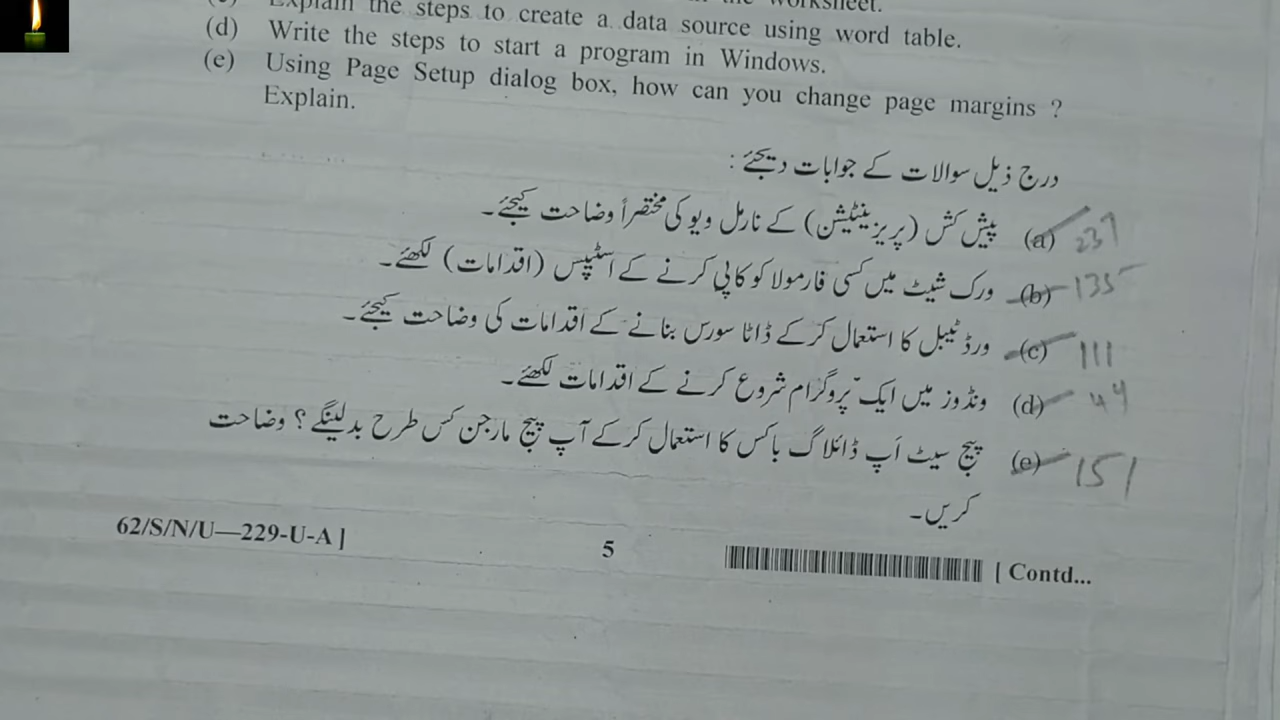 the worksheet.
Explain the steps to create a data source using word table.
(d) Write the steps to start a program in Windows.
(e) Using Page Setup dialog box, how can you change page margins ?
Explain.
درج ذیل سوالات کے جوابات دیجئے :
(a) پیش کش (پریزینٹیشن) کے نارمل ویو کی مختصراً وضاحت کیجئے۔ 237
(b) ورک شیٹ میں کسی فارمولا کو کاپی کرنے کے اسٹیپس (اقدامات) لکھئے۔ 135
(c) ورڈ ٹیبل کا استعمال کرکے ڈاٹا سورس بنانے کے اقدامات کی وضاحت کیجئے۔ 111
(d) ونڈوز میں ایک پروگرام شروع کرنے کے اقدامات لکھئے۔ 49
(e) پیج سیٹ اَپ ڈائلاگ باکس کا استعمال کرکے آپ پیج مارجن کس طرح بدلینگے ؟ وضاحت 151
کریں۔
62/S/N/U—229-U-A ]
5
[ Contd...